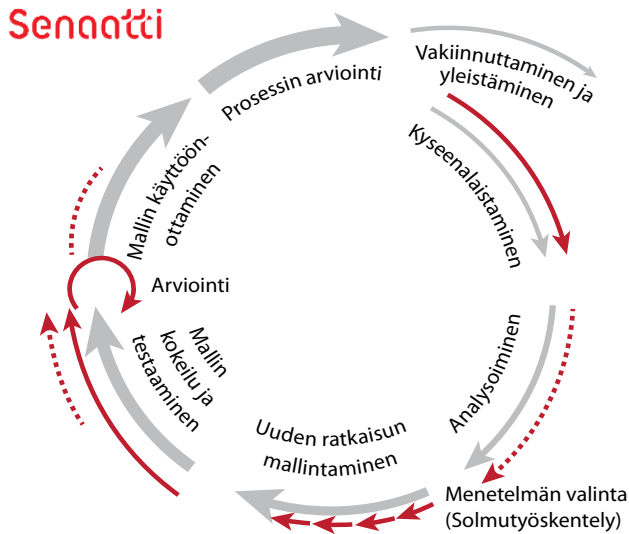 Senaatti
Vakiinnuttaminen ja
yleistäminen
Kyseenalaistaminen
Analysoiminen
Menetelmän valinta
(Solmutyöskentely)
Uuden ratkaisun
mallintaminen
Mallin
kokeilu ja
testaaminen
Arviointi
Mallin käyttöön-
ottaminen
Prosessin arviointi